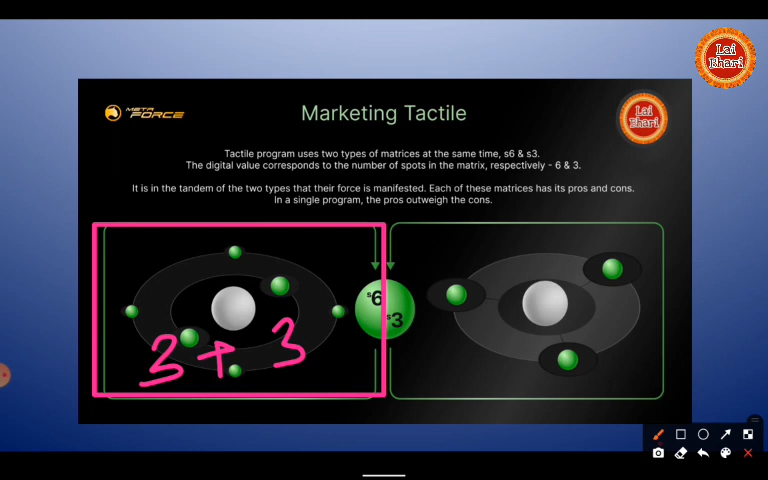 Lai
Bhari
META
FORCE
Marketing Tactile
Lai
Bhari
Tactile program uses two types of matrices at the same time, s6 & s3.
The digital value corresponds to the number of spots in the matrix, respectively - 6 & 3.
It is in the tandem of the two types that their force is manifested. Each of these matrices has its pros and cons.
In a single program, the pros outweigh the cons.
s6
s3
3 + 3